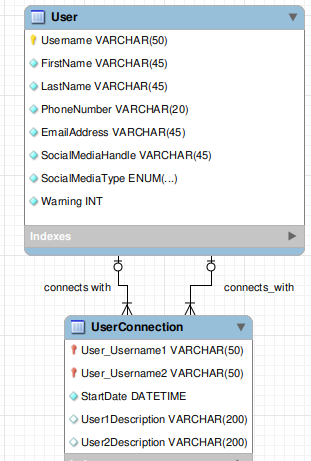 User
Username VARCHAR(50)
FirstName VARCHAR(45)
LastName VARCHAR(45)
PhoneNumber VARCHAR(20)
EmailAddress VARCHAR(45)
SocialMediaHandle VARCHAR(45)
SocialMediaType ENUM(...)
Warning INT
Indexes
connects with
connects_with
UserConnection
User_Username1 VARCHAR(50)
User_Username2 VARCHAR(50)
StartDate DATETIME
User1Description VARCHAR(200)
User2Description VARCHAR(200)